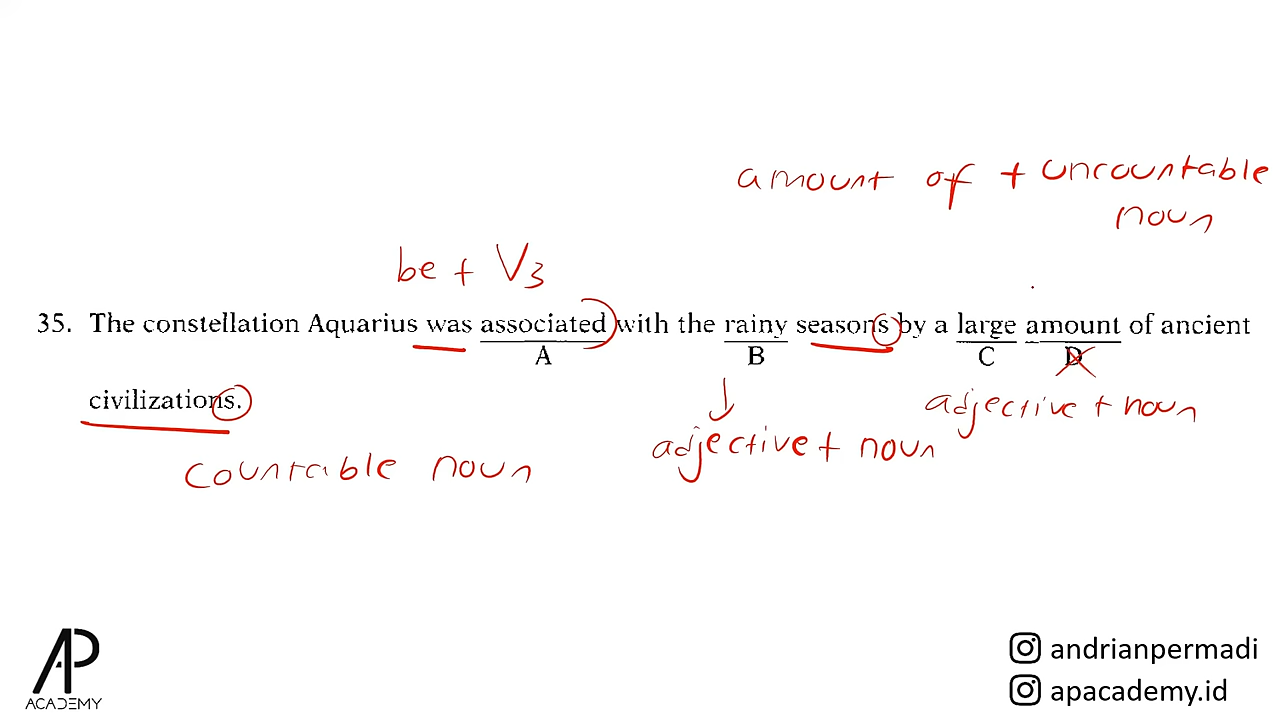 amount of + uncountable
noun
be + V3
35. The constellation Aquarius was associated with the rainy seasons by a large amount of ancient
A B C D
civilizations.
adjective + noun
adjective + noun
countable noun
AP
ACADEMY
andrianpermadi
apacademy.id